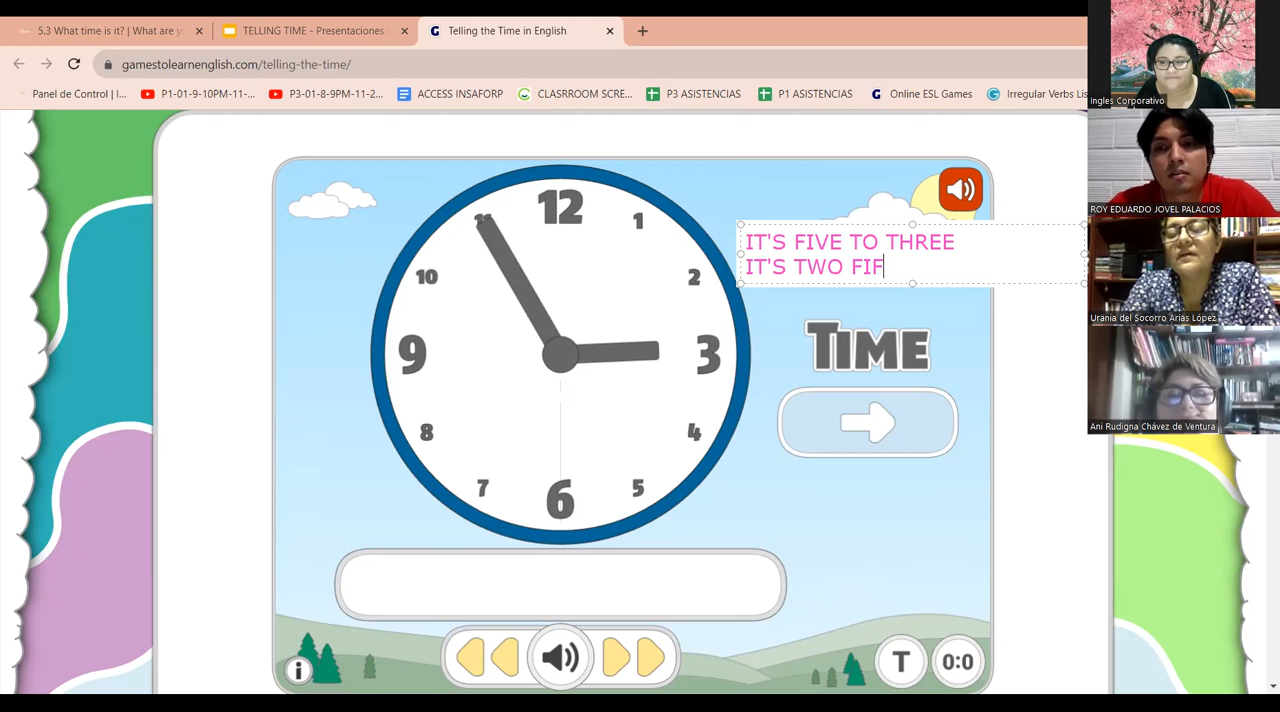 5.3 What time is it? | What are y
TELLING TIME - Presentaciones
Telling the Time in English
gamestolearnenglish.com/telling-the-time/
Panel de Control | I...
P1-01-9-10PM-11-...
P3-01-8-9PM-11-2...
ACCESS INSAFORP
CLASRROOM SCRE...
P3 ASISTENCIAS
P1 ASISTENCIAS
Online ESL Games
Irregular Verbs Lis
Ingles Corporativo
ROY EDUARDO JOVEL PALACIOS
Urania del Socorro Arias López
Ani Rudigna Chávez de Ventura
IT'S FIVE TO THREE
IT'S TWO FIF
12
1
2
3
4
5
6
7
8
9
10
11
TIME
i
T
0:0